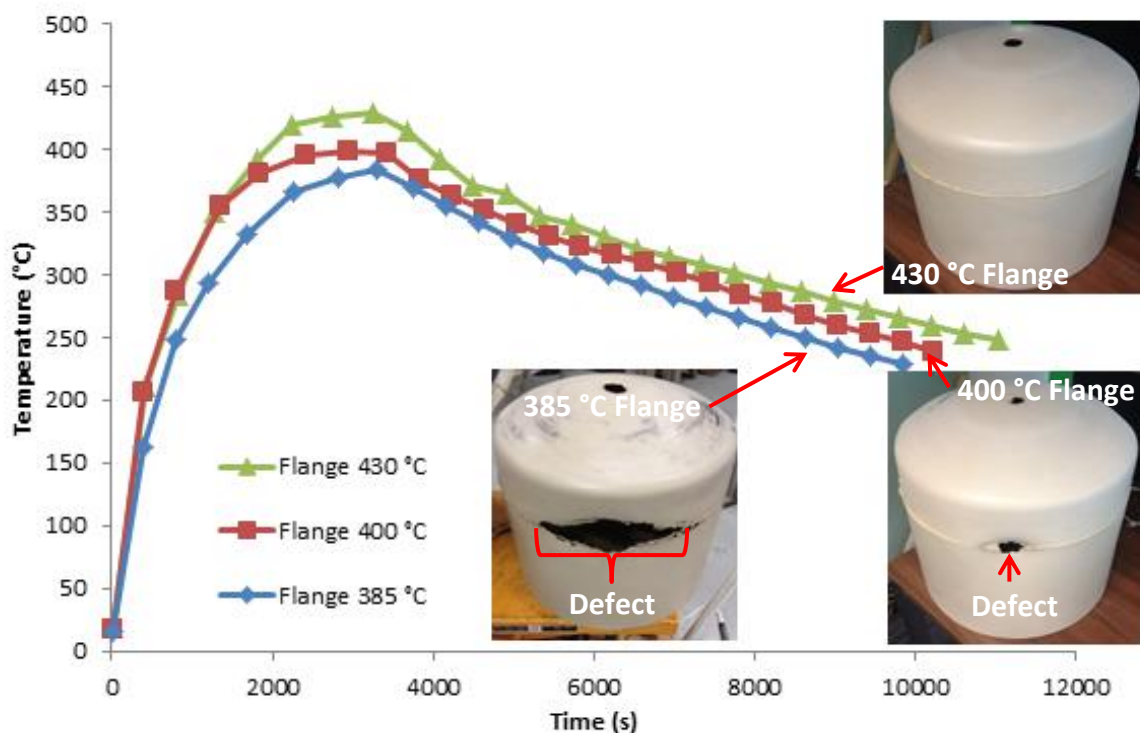 500
450
400
350
300
250
200
150
100
50
0
Temperature (°C)
0
2000
4000
6000
8000
10000
12000
Time (s)
Flange 430 °C
Flange 400 °C
Flange 385 °C
430 °C Flange
385 °C Flange
400 °C Flange
Defect
Defect